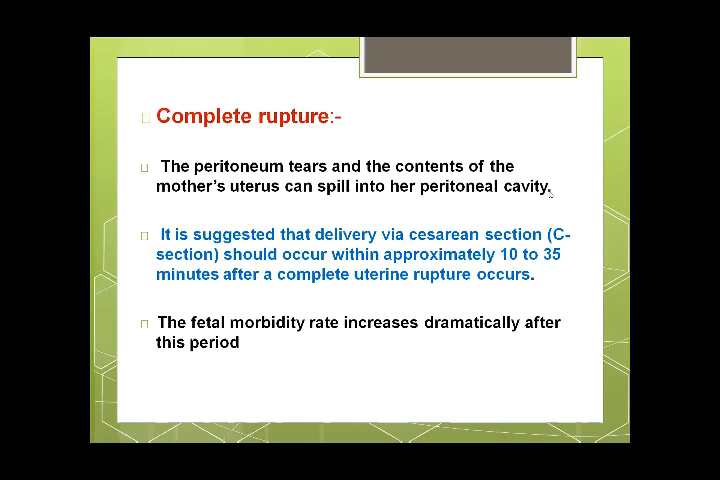 Complete rupture:-
The peritoneum tears and the contents of the
mother's uterus can spill into her peritoneal cavity.
It is suggested that delivery via cesarean section (C-
section) should occur within approximately 10 to 35
minutes after a complete uterine rupture occurs.
The fetal morbidity rate increases dramatically after
this period